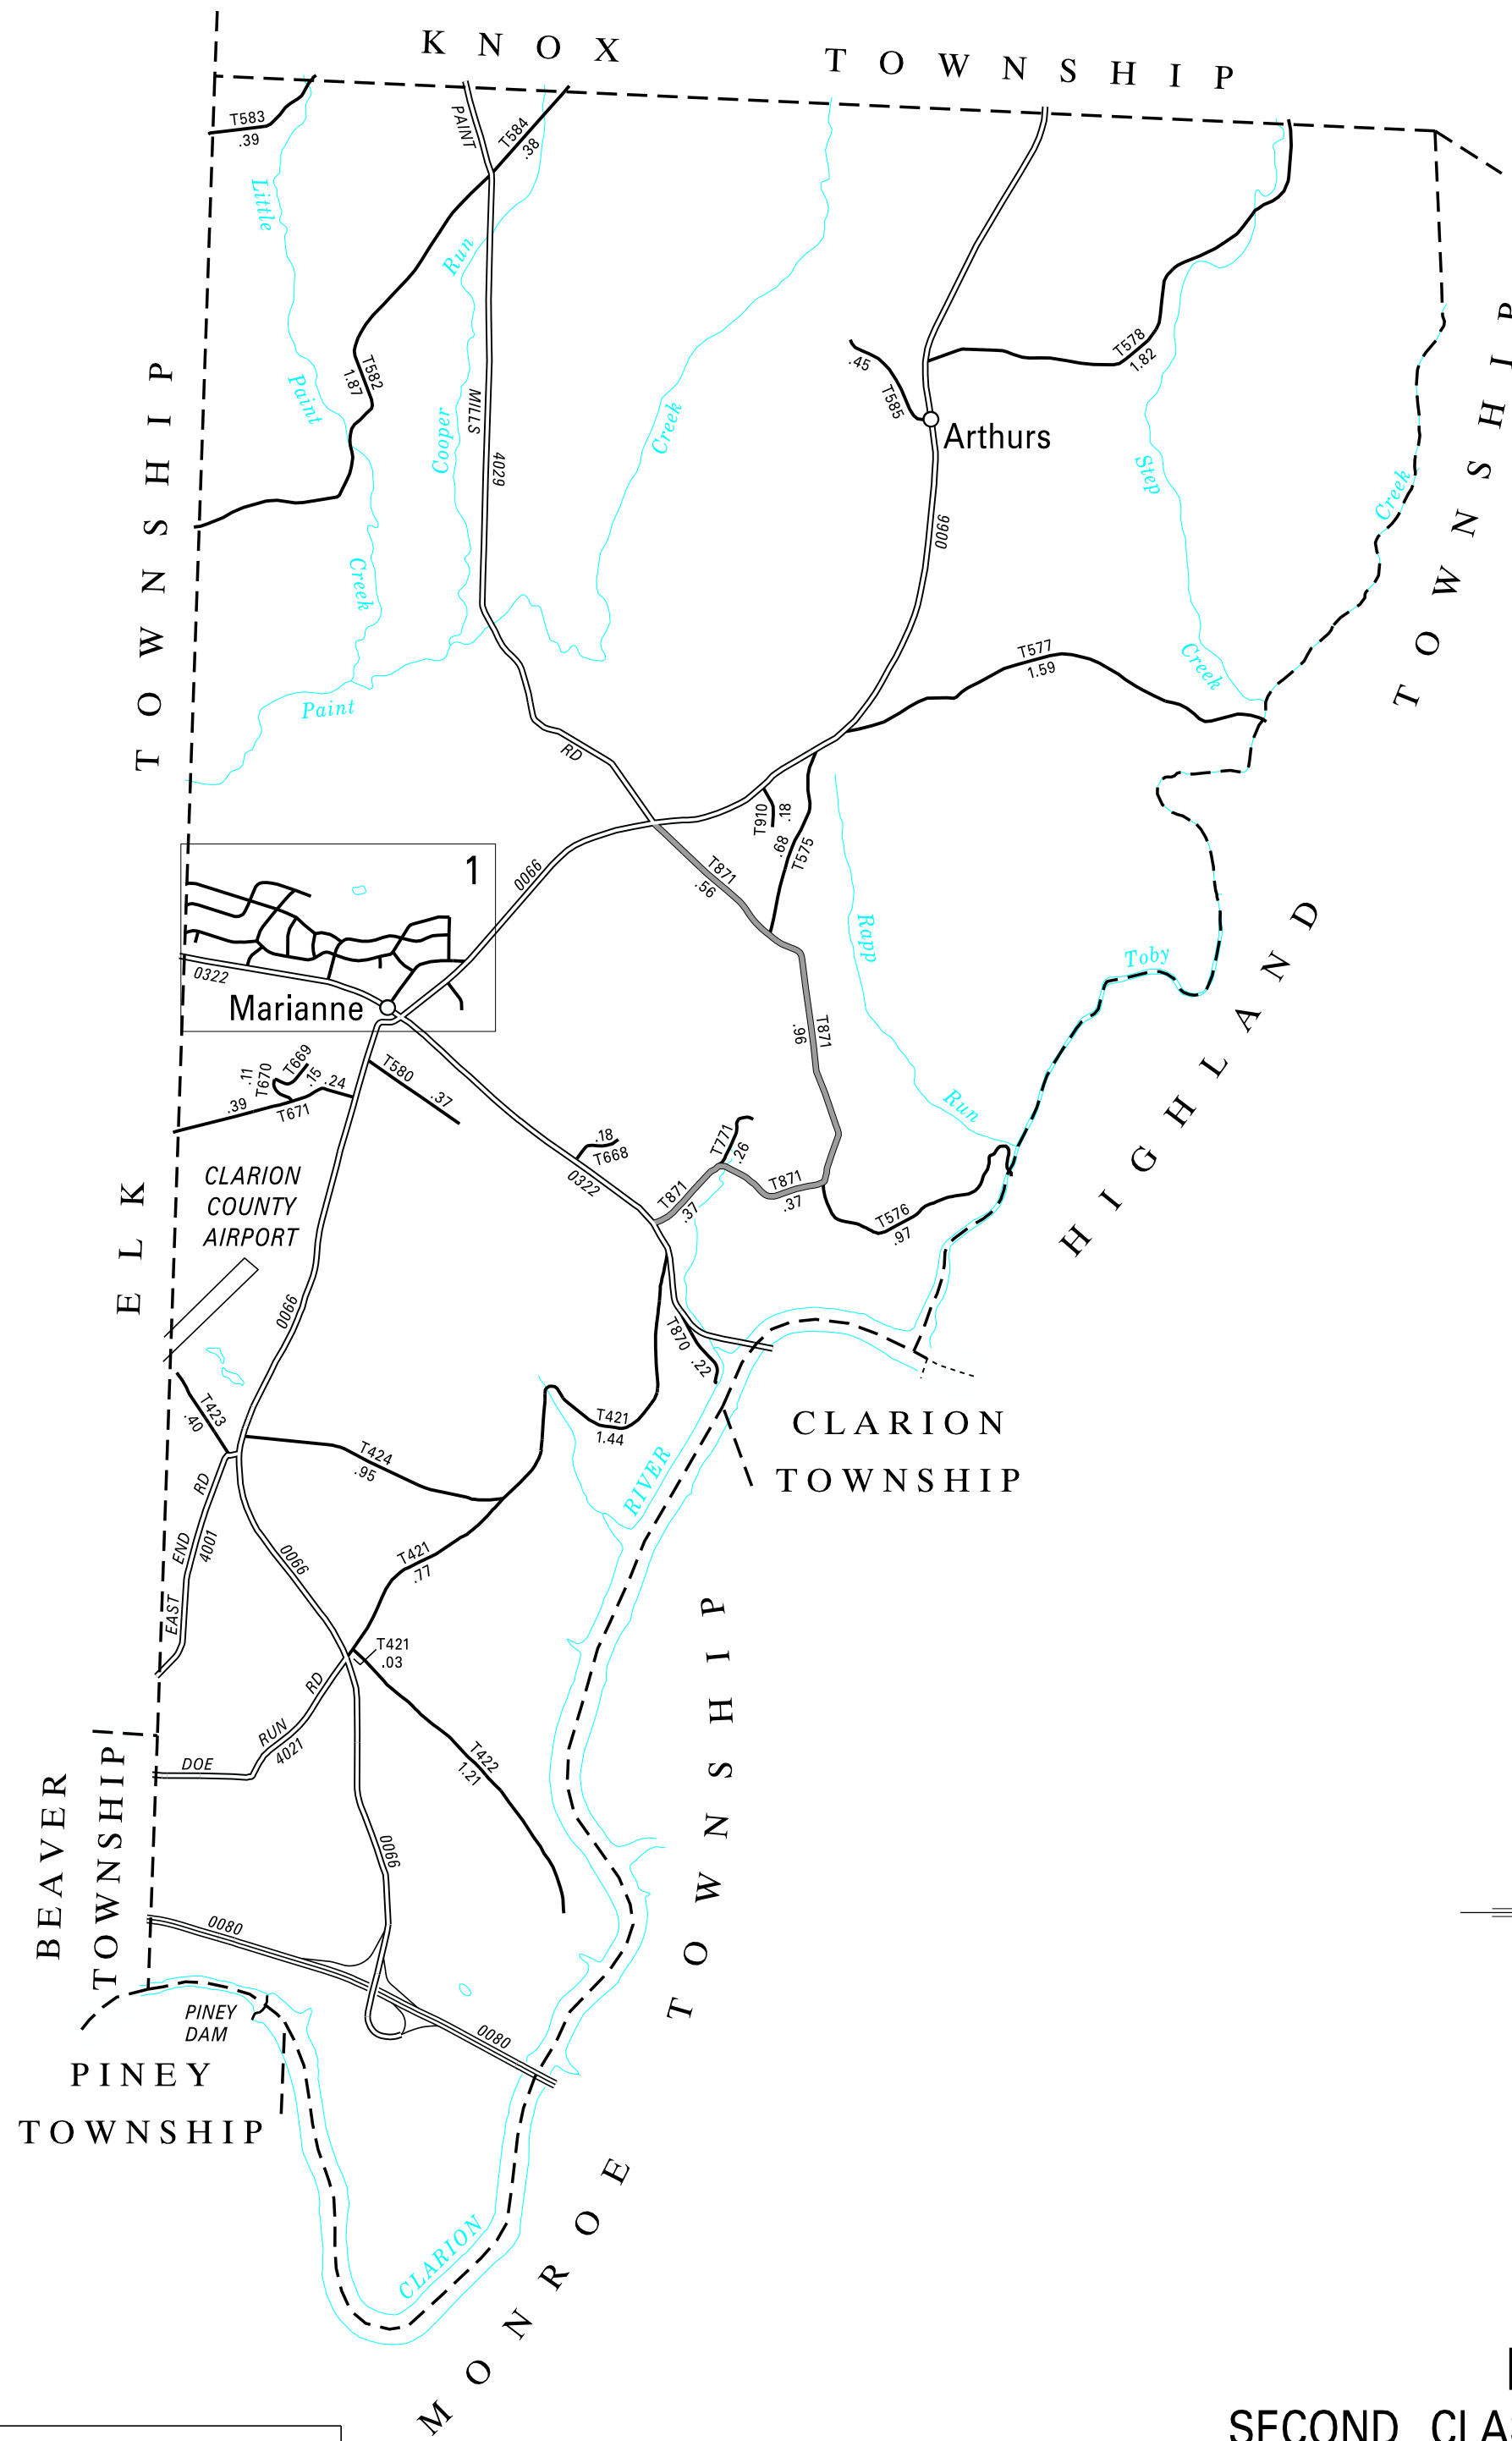 KNOX TOWNSHIP
T583
.39
PAINT
T584
.38
Little
Run
T582
1.87
Paint
Cooper
MILLS
4029
Creek
.45
T585
Arthurs
T578
1.82
Step
Creek
TOWNSHIP
TOWNSHIP
Creek
9900
T577
1.59
Creek
Paint
RD
T910
.18
.68
T575
1
0066
T871
.56
Rapp
Toby
0322
Marianne
T871
.96
HIGHLAND
.11
T670
T669
.15
.24
T580
.37
.39
T671
Run
.18
T668
T771
.26
0322
T871
.37
T871
.37
T576
.97
ELK
CLARION
COUNTY
AIRPORT
0066
T870
.22
T423
.40
T421
1.44
CLARION
TOWNSHIP
T424
.95
RIVER
RD
END
4001
EAST
0066
T421
.77
T421
.03
RD
RUN
4021
DOE
T422
1.21
TOWNSHIP
BEAVER
TOWNSHIP
0066
0080
PINEY
DAM
0080
PINEY
TOWNSHIP
CLARION
MONROE
SECOND